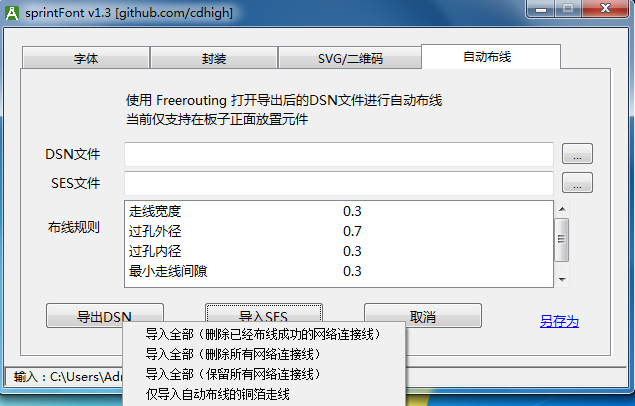 sprintFont v1.3 [github.com/cdhigh]
字体 封装 SVG/二维码 自动布线
使用 Freerouting 打开导出后的DSN文件进行自动布线
当前仅支持在板子正面放置元件
DSN文件 ...
SES文件 ...
布线规则
走线宽度 0.3
过孔外径 0.7
过孔内径 0.3
最小走线间隙 0.3
导出DSN 导入SES 取消 另存为
导入全部（删除已经布线成功的网络连接线）
导入全部（删除所有网络连接线）
导入全部（保留所有网络连接线）
仅导入自动布线的铜箔走线
输入：C:\Users\Adr